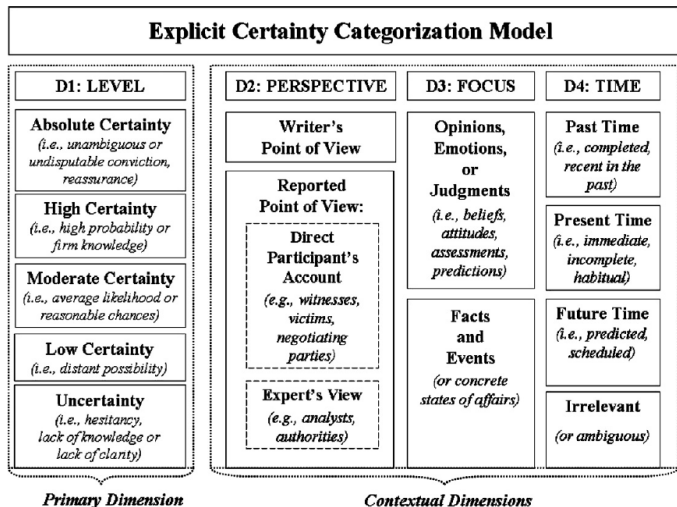 Explicit Certainty Categorization Model
D1: LEVEL
Absolute Certainty
(i.e., unambiguous or
undisputable conviction,
reassurance)
High Certainty
(i.e., high probability or
firm knowledge)
Moderate Certainty
(i.e., average likelihood or
reasonable chances)
Low Certainty
(i.e., distant possibility)
Uncertainty
(i.e., hesitancy,
lack of knowledge or
lack of clarity)
Primary Dimension
D2: PERSPECTIVE
Writer's
Point of View
Reported
Point of View:
Direct
Participant's
Account
(e.g., witnesses,
victims,
negotiating
parties)
Expert's View
(e.g., analysts,
authorities)
D3: FOCUS
Opinions,
Emotions,
or
Judgments
(i.e., beliefs,
attitudes,
assessments,
predictions)
Facts
and
Events
(or concrete
states of affairs)
D4: TIME
Past Time
(i.e., completed,
recent in the
past)
Present Time
(i.e., immediate,
incomplete,
habitual)
Future Time
(i.e., predicted,
scheduled)
Irrelevant
(or ambiguous)
Contextual Dimensions